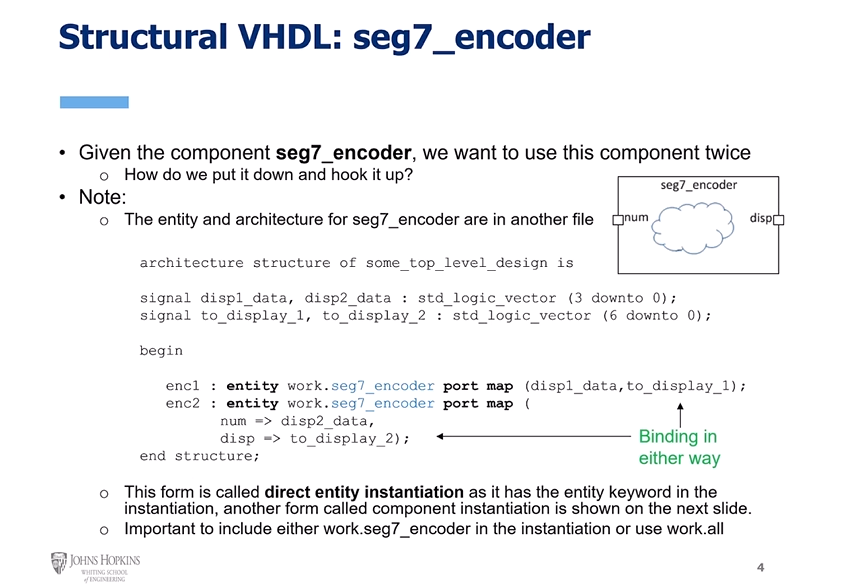 Structural VHDL: seg7_encoder
• Given the component seg7_encoder, we want to use this component twice
o How do we put it down and hook it up?
• Note:
o The entity and architecture for seg7_encoder are in another file
seg7_encoder
num
disp
architecture structure of some_top_level_design is
signal disp1_data, disp2_data : std_logic_vector (3 downto 0);
signal to_display_1, to_display_2 : std_logic_vector (6 downto 0);
begin
enc1 : entity work.seg7_encoder port map (disp1_data,to_display_1);
enc2 : entity work.seg7_encoder port map (
num => disp2_data,
disp => to_display_2);
end structure;
Binding in
either way
o This form is called direct entity instantiation as it has the entity keyword in the
instantiation, another form called component instantiation is shown on the next slide.
o Important to include either work.seg7_encoder in the instantiation or use work.all
JOHNS HOPKINS
WHITING SCHOOL
of ENGINEERING
4